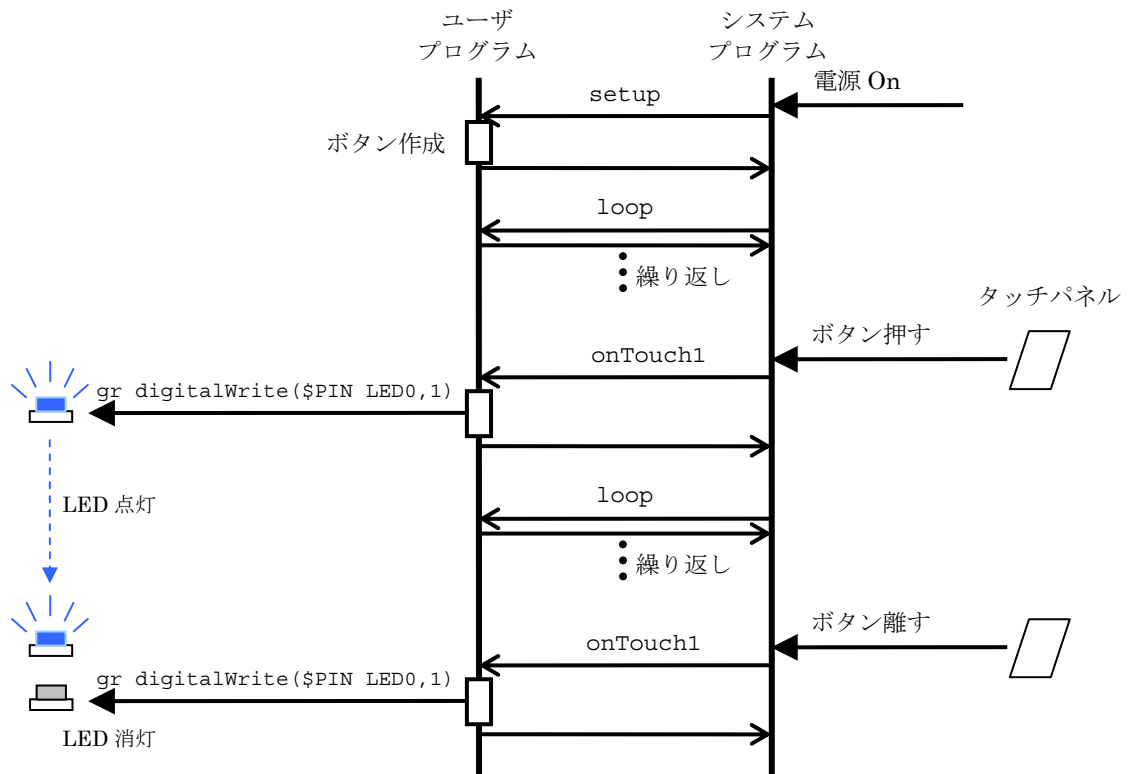 ユーザ
プログラム
システム
プログラム
電源 On
setup
ボタン作成
loop
繰り返し
タッチパネル
ボタン押す
onTouch1
gr digitalWrite($PIN LED0,1)
LED 点灯
loop
繰り返し
ボタン離す
onTouch1
gr digitalWrite($PIN LED0,1)
LED 消灯